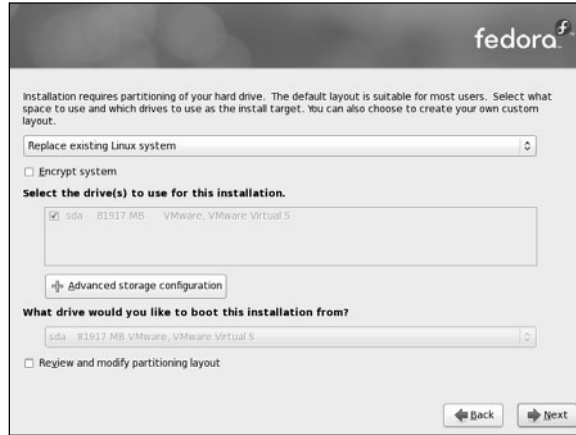 fedora
Installation requires partitioning of your hard drive. The default layout is suitable for most users. Select what
space to use and which drives to use as the install target. You can also choose to create your own custom
layout.
Replace existing Linux system
Encrypt system
Select the drive(s) to use for this installation.
sda 81917 MB VMware, VMware Virtual S
Advanced storage configuration
What drive would you like to boot this installation from?
sda 81917 MB VMware, VMware Virtual S
Review and modify partitioning layout
Back Next